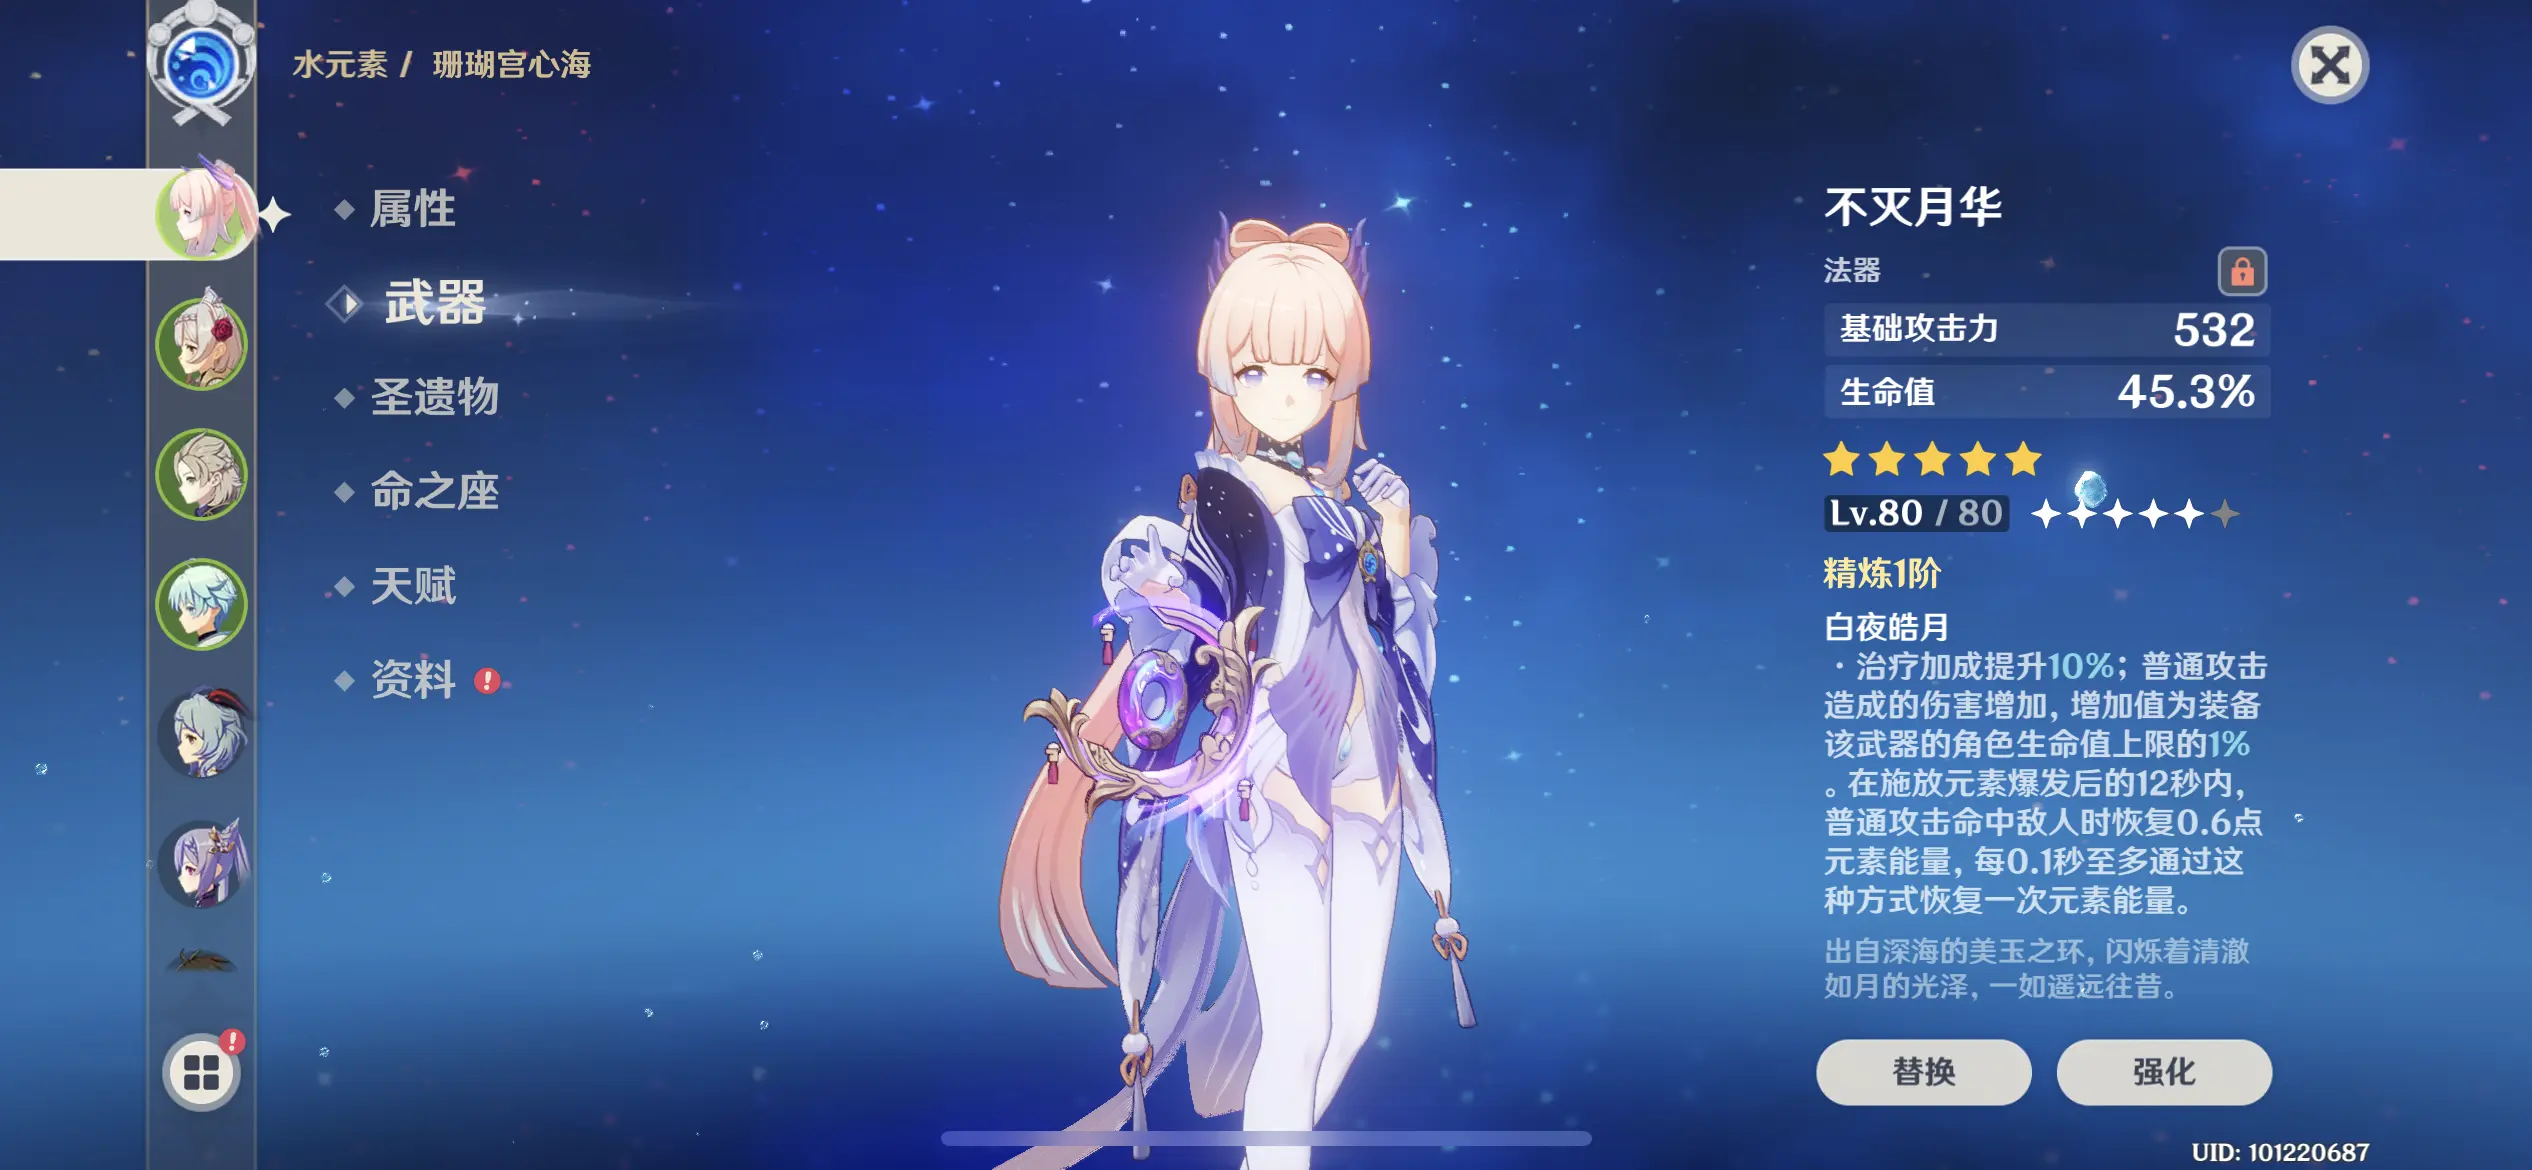 水元素 / 珊瑚宫心海
属性
武器
圣遗物
命之座
天赋
资料
不灭月华
法器
基础攻击力 532
生命值 45.3%
Lv.80 / 80
精炼1阶
白夜皓月
·治疗加成提升10%；普通攻击
造成的伤害增加，增加值为装备
该武器的角色生命值上限的1%
。在施放元素爆发后的12秒内，
普通攻击命中敌人时恢复0.6点
元素能量，每0.1秒至多通过这
种方式恢复一次元素能量。
出自深海的美玉之环，闪烁着清澈
如月的光泽，一如遥远往昔。
替换
强化
UID: 101220687